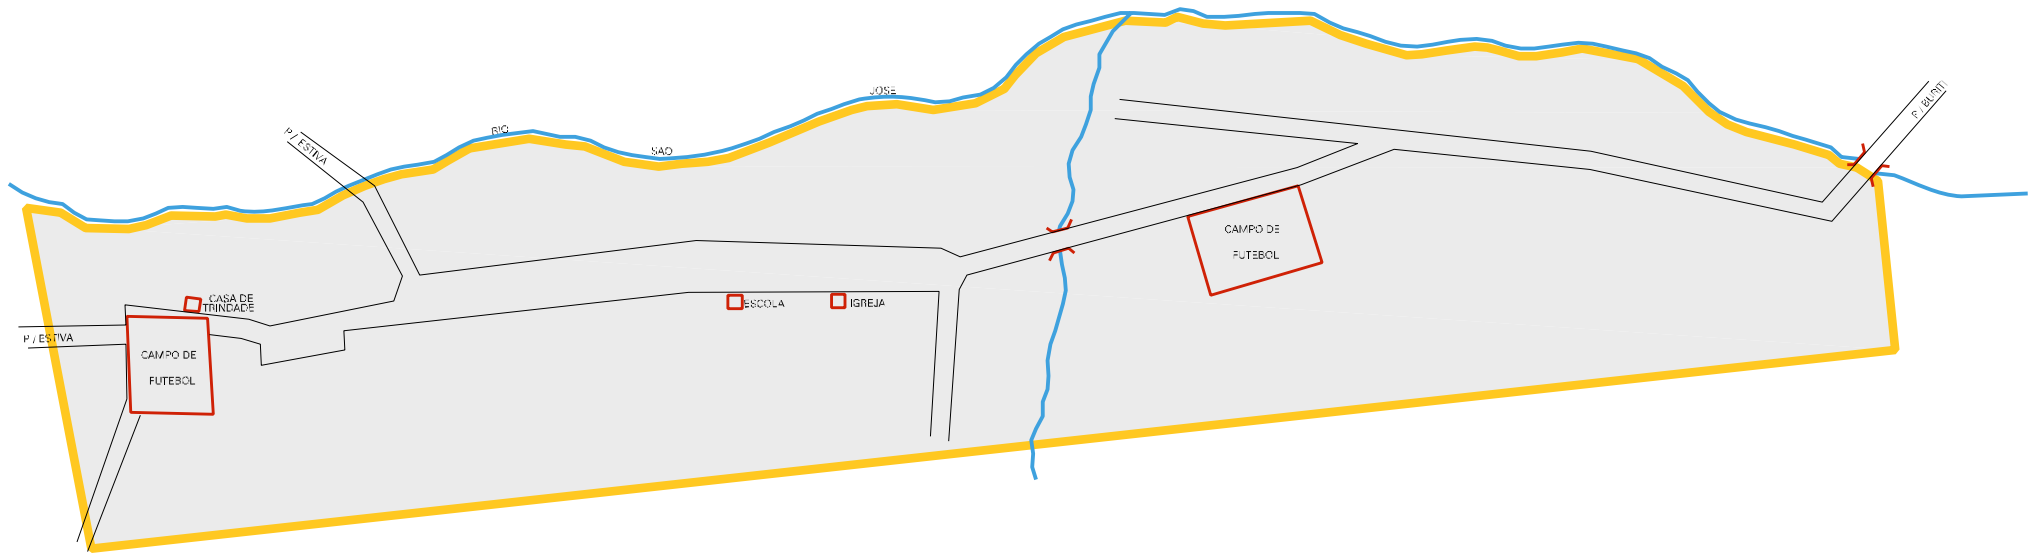 RIO
SAO
JOSE
P / ESTIVA
P / BURITI
CASA DE
TRINDADE
P / ESTIVA
CAMPO DE
FUTEBOL
ESCOLA
IGREJA
CAMPO DE
FUTEBOL